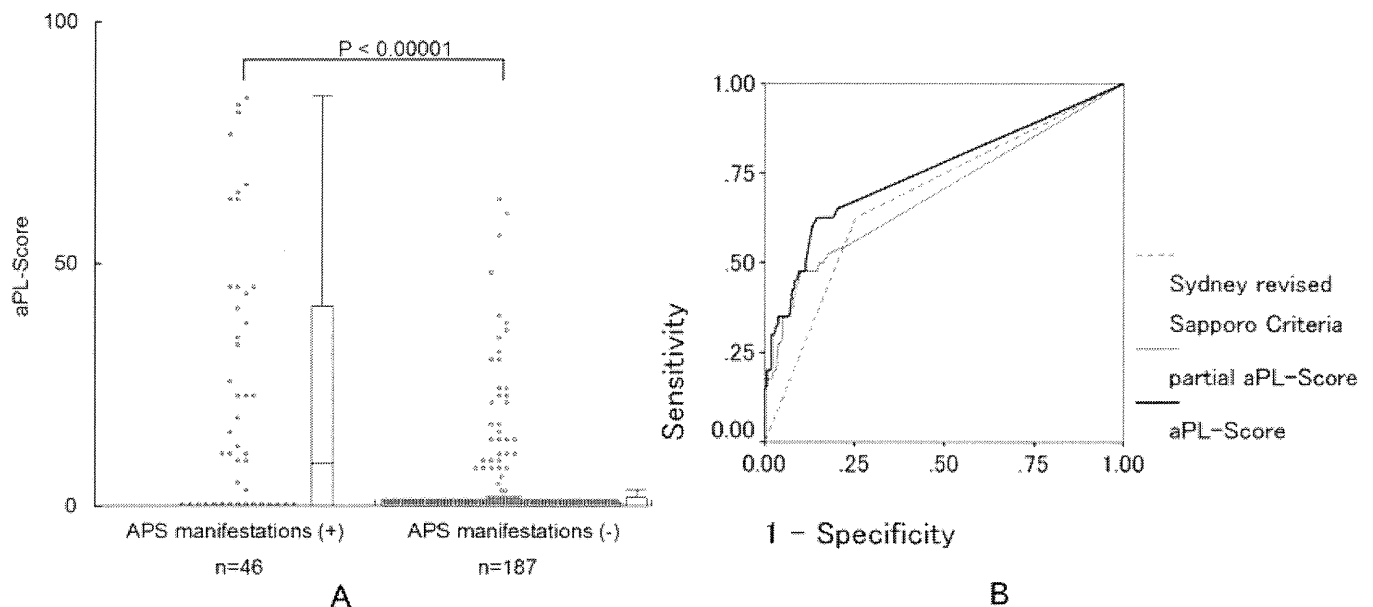 100
50
0
aPL-Score
P < 0.00001
APS manifestations (+)
n=46
APS manifestations (-)
n=187
A
1.00
.75
.50
.25
0.00
Sensitivity
0.00
.25
.50
.75
1.00
1 - Specificity
Sydney revised
Sapporo Criteria
partial aPL-Score
aPL-Score
B